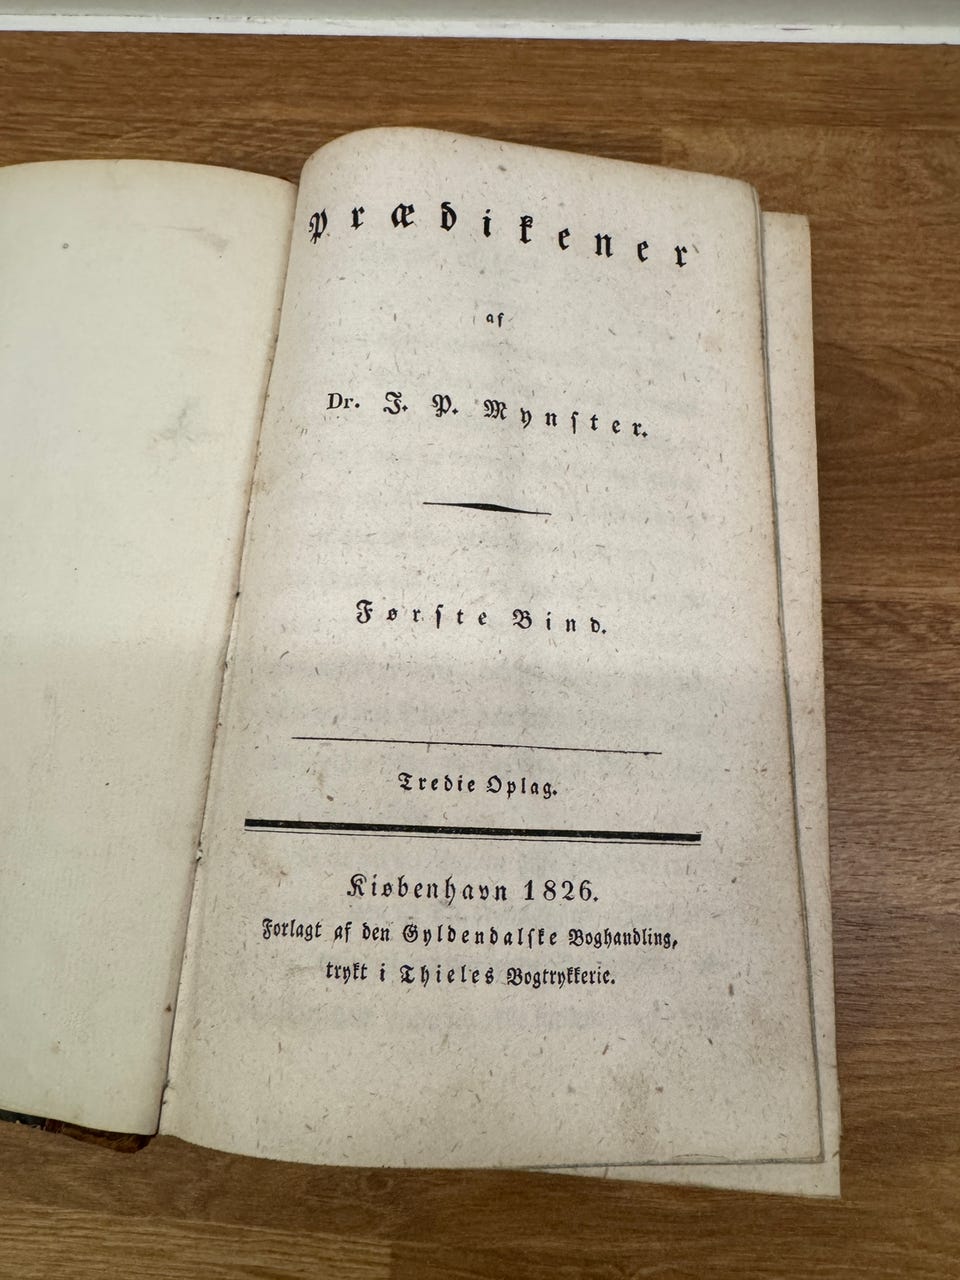 Prædikener
af
Dr. J. P. Mynster.
Første Bind.
Tredie Oplag.
Kiøbenhavn 1826.
Forlagt af den Gyldendalske Boghandling,
trykt i Thieles Bogtrykkerie.